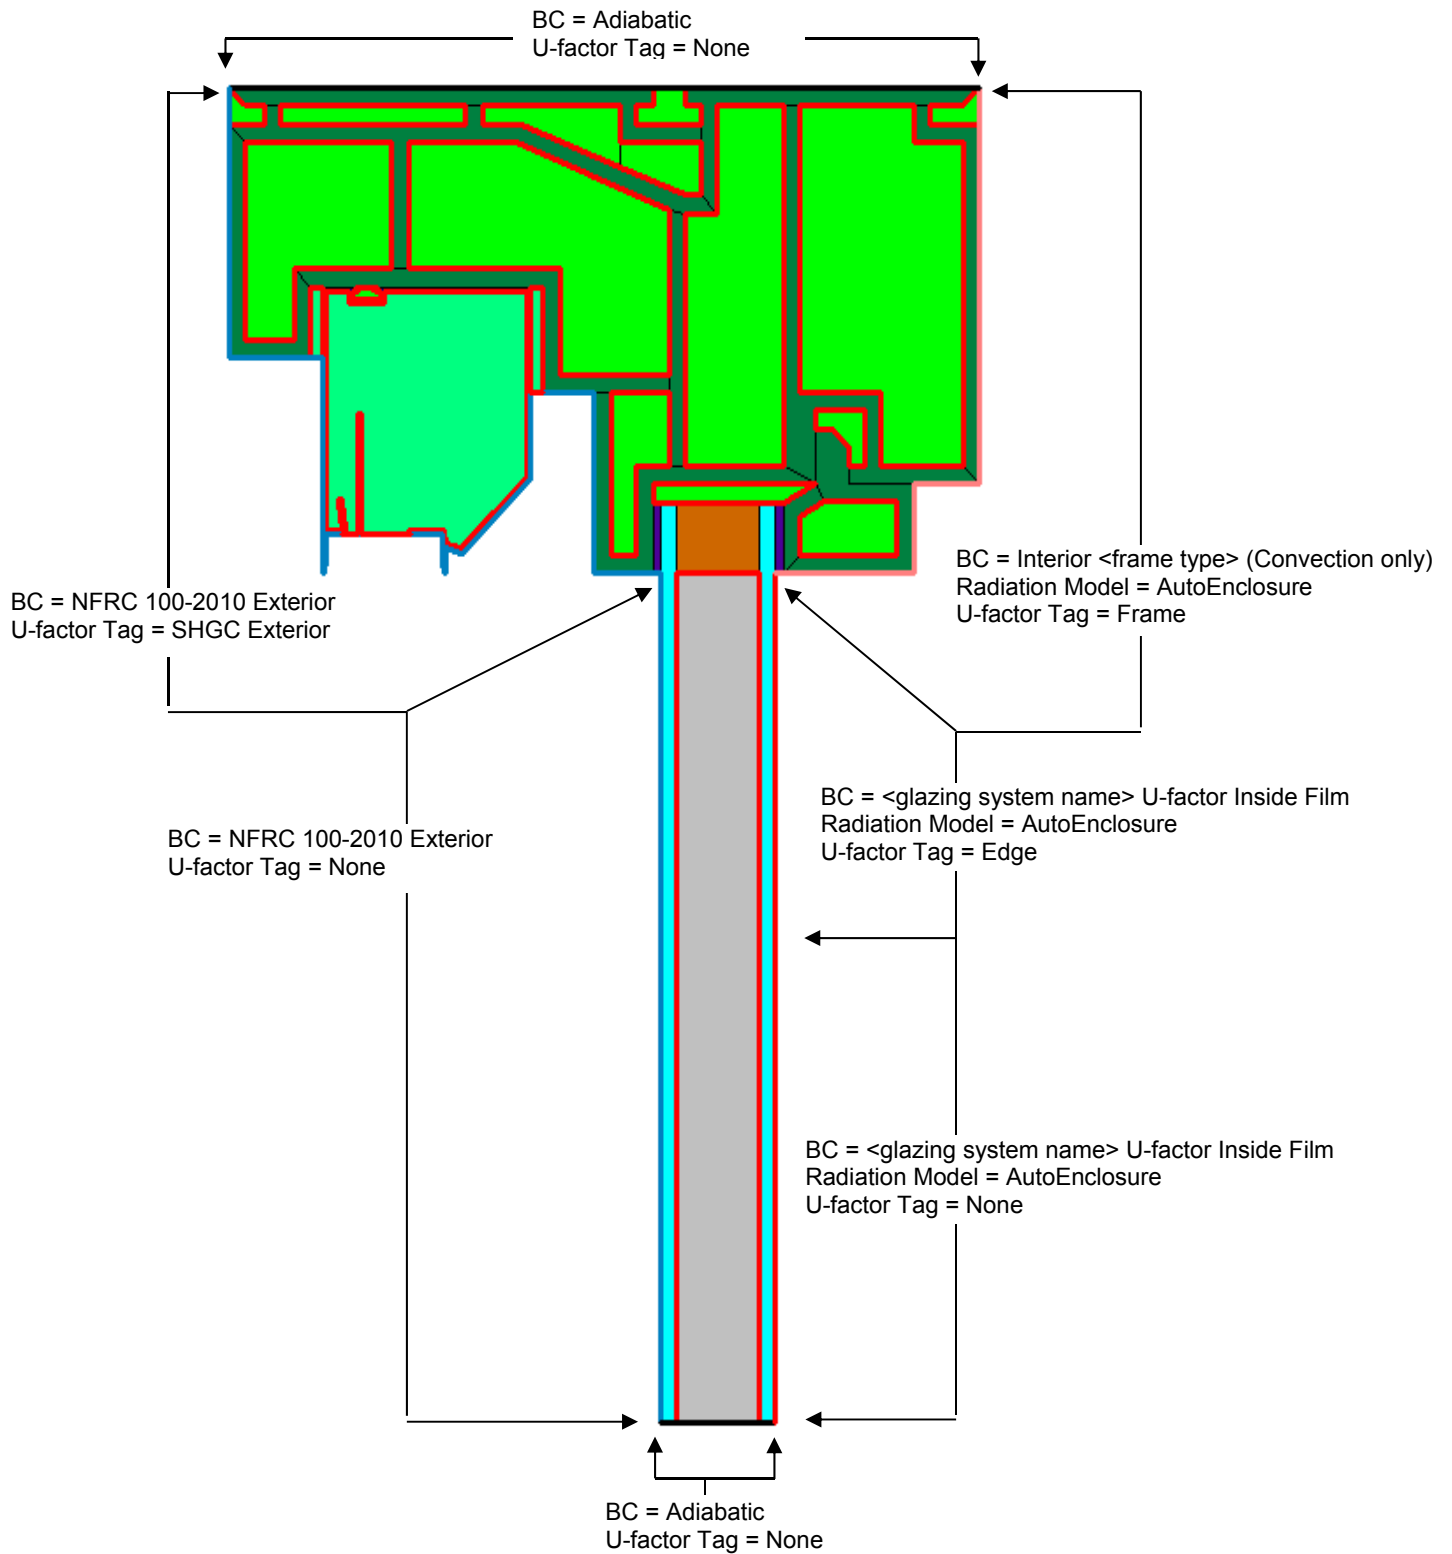 BC = Adiabatic
U-factor Tag = None
BC = Interior <frame type> (Convection only)
Radiation Model = AutoEnclosure
U-factor Tag = Frame
BC = NFRC 100-2010 Exterior
U-factor Tag = SHGC Exterior
BC = <glazing system name> U-factor Inside Film
Radiation Model = AutoEnclosure
U-factor Tag = Edge
BC = NFRC 100-2010 Exterior
U-factor Tag = None
BC = <glazing system name> U-factor Inside Film
Radiation Model = AutoEnclosure
U-factor Tag = None
BC = Adiabatic
U-factor Tag = None